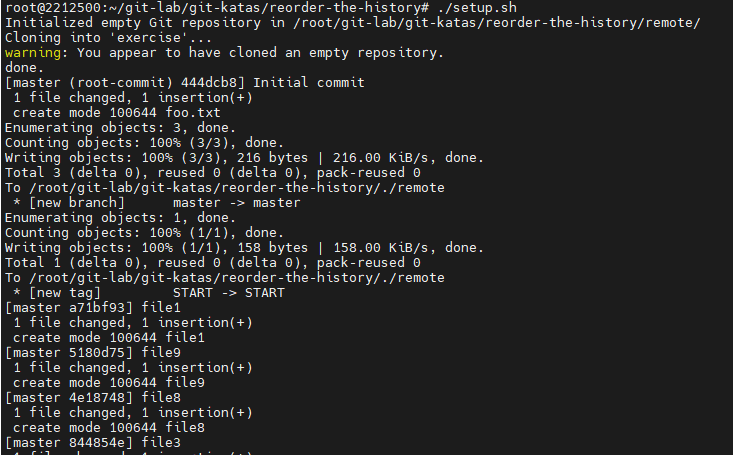 root@2212500:~/git-lab/git-katas/reorder-the-history# ./setup.sh
Initialized empty Git repository in /root/git-lab/git-katas/reorder-the-history/remote/
Cloning into 'exercise'...
warning: You appear to have cloned an empty repository.
done.
[master (root-commit) 444dcb8] Initial commit
 1 file changed, 1 insertion(+)
 create mode 100644 foo.txt
Enumerating objects: 3, done.
Counting objects: 100% (3/3), done.
Writing objects: 100% (3/3), 216 bytes | 216.00 KiB/s, done.
Total 3 (delta 0), reused 0 (delta 0), pack-reused 0
To /root/git-lab/git-katas/reorder-the-history/./remote
 * [new branch]      master -> master
Enumerating objects: 1, done.
Counting objects: 100% (1/1), done.
Writing objects: 100% (1/1), 158 bytes | 158.00 KiB/s, done.
Total 1 (delta 0), reused 0 (delta 0), pack-reused 0
To /root/git-lab/git-katas/reorder-the-history/./remote
 * [new tag]         START -> START
[master a71bf93] file1
 1 file changed, 1 insertion(+)
 create mode 100644 file1
[master 5180d75] file9
 1 file changed, 1 insertion(+)
 create mode 100644 file9
[master 4e18748] file8
 1 file changed, 1 insertion(+)
 create mode 100644 file8
[master 844854e] file3